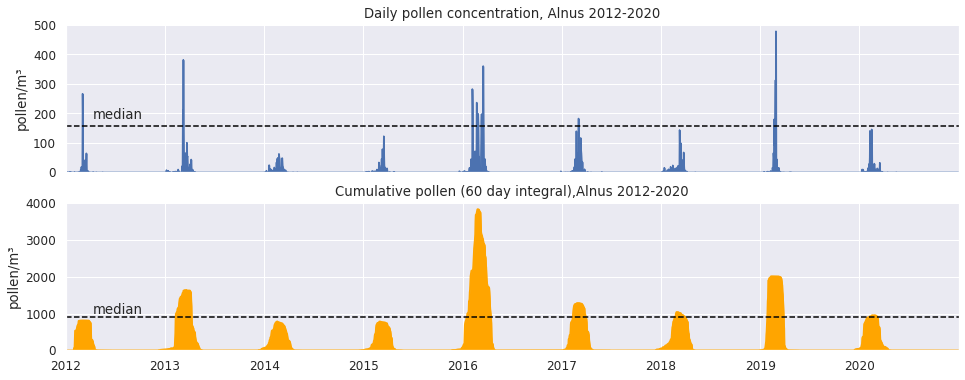 Daily pollen concentration, Alnus 2012-2020
500
400
300
200
100
0
pollen/m³
median
Cumulative pollen (60 day integral),Alnus 2012-2020
4000
3000
2000
1000
0
pollen/m³
median
2012 2013 2014 2015 2016 2017 2018 2019 2020